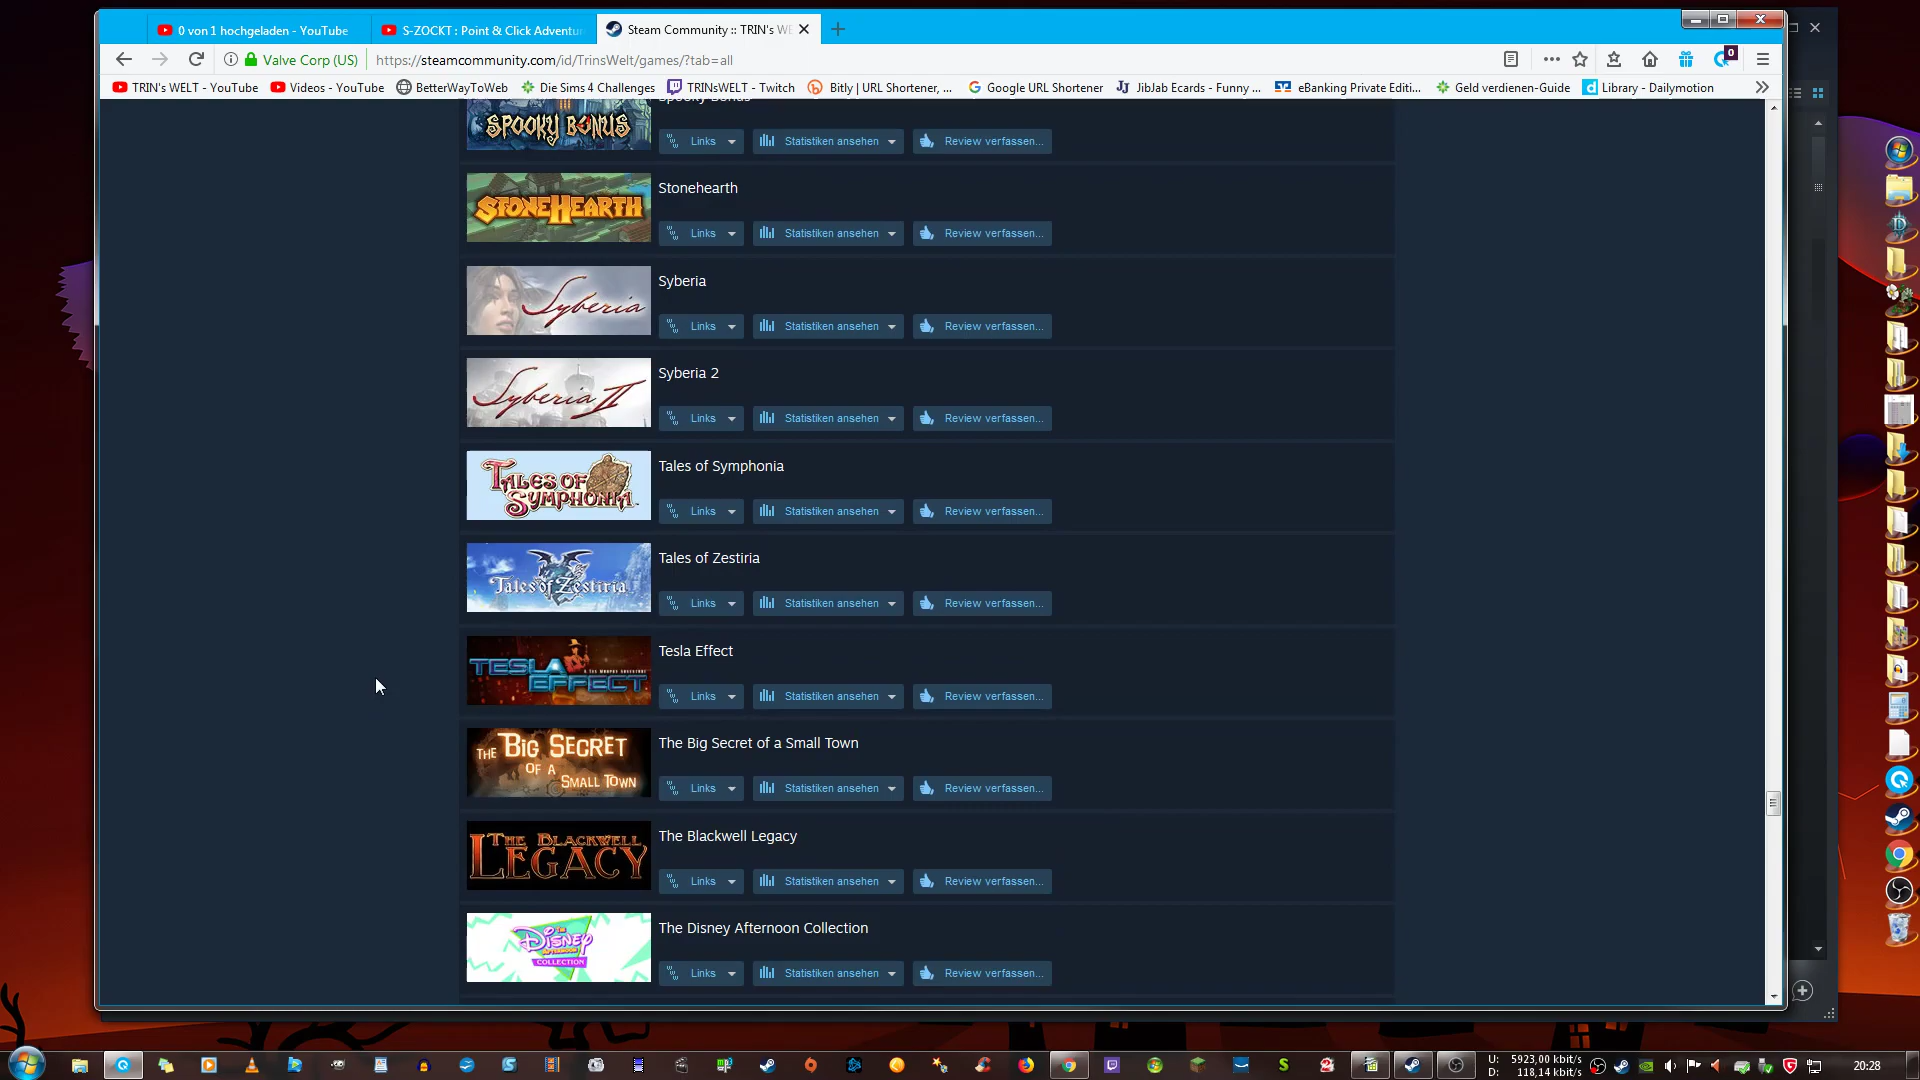 0 von 1 hochgeladen - YouTube
S-ZOCKT : Point & Click Adventu
Steam Community :: TRIN's WE
Valve Corp (US)
https://steamcommunity.com/id/TrinsWelt/games/?tab=all
0
TRIN's WELT - YouTube
Videos - YouTube
BetterWayToWeb
Die Sims 4 Challenges
TRINsWELT - Twitch
Bitly | URL Shortener, ...
Google URL Shortener
JibJab Ecards - Funny ...
eBanking Private Editi...
Geld verdienen-Guide
Library - Dailymotion
Spooky Bonus
SPOOKY BONUS
Links
Statistiken ansehen
Review verfassen...
STONEHEARTH
Stonehearth
Links
Statistiken ansehen
Review verfassen...
Syberia
Syberia
Links
Statistiken ansehen
Review verfassen...
Syberia II
Syberia 2
Links
Statistiken ansehen
Review verfassen...
TALES OF
SYMPHONIA
Tales of Symphonia
Links
Statistiken ansehen
Review verfassen...
Tales of Zestiria
Tales of Zestiria
Links
Statistiken ansehen
Review verfassen...
TESLA
EFFECT
Tesla Effect
Links
Statistiken ansehen
Review verfassen...
THE BIG SECRET
OF A
SMALL TOWN
The Big Secret of a Small Town
Links
Statistiken ansehen
Review verfassen...
THE BLACKWELL
LEGACY
The Blackwell Legacy
Links
Statistiken ansehen
Review verfassen...
THE
Disney
AFTERNOON
COLLECTION
The Disney Afternoon Collection
Links
Statistiken ansehen
Review verfassen...
U: 5923,00 kbit/s
D: 118,14 kbit/s
20:28